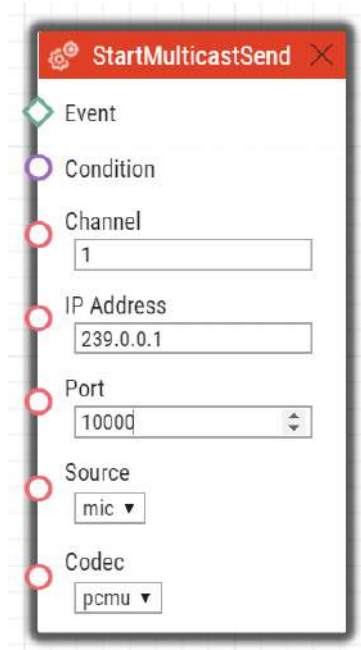 StartMulticastSend
Event
Condition
Channel
1
IP Address
239.0.0.1
Port
10000
Source
mic
Codec
pcmu